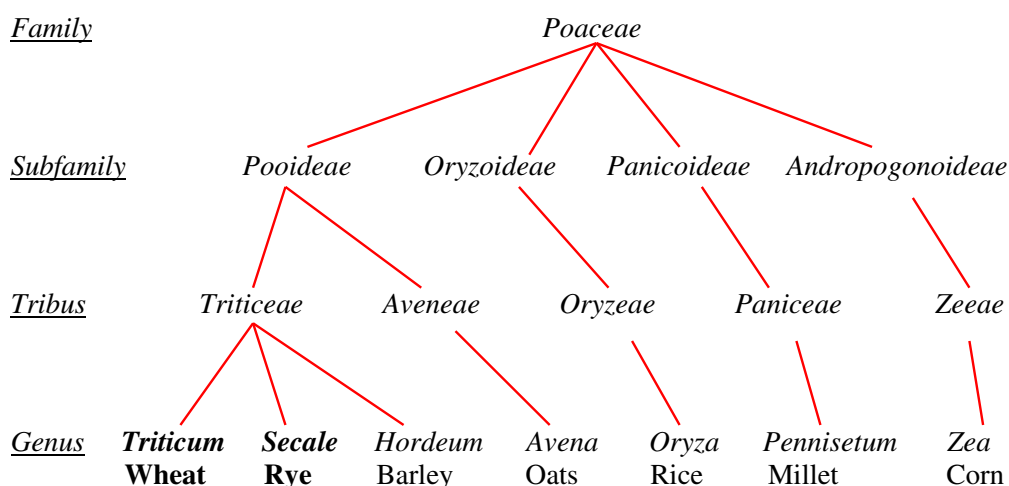 Family Poaceae
Subfamily Pooideae Oryzoideae Panicoideae Andropogonoideae
Tribus Triticeae Aveneae Oryzeae Paniceae Zeeae
Genus Triticum Secale Hordeum Avena Oryza Pennisetum Zea
Wheat Rye Barley Oats Rice Millet Corn